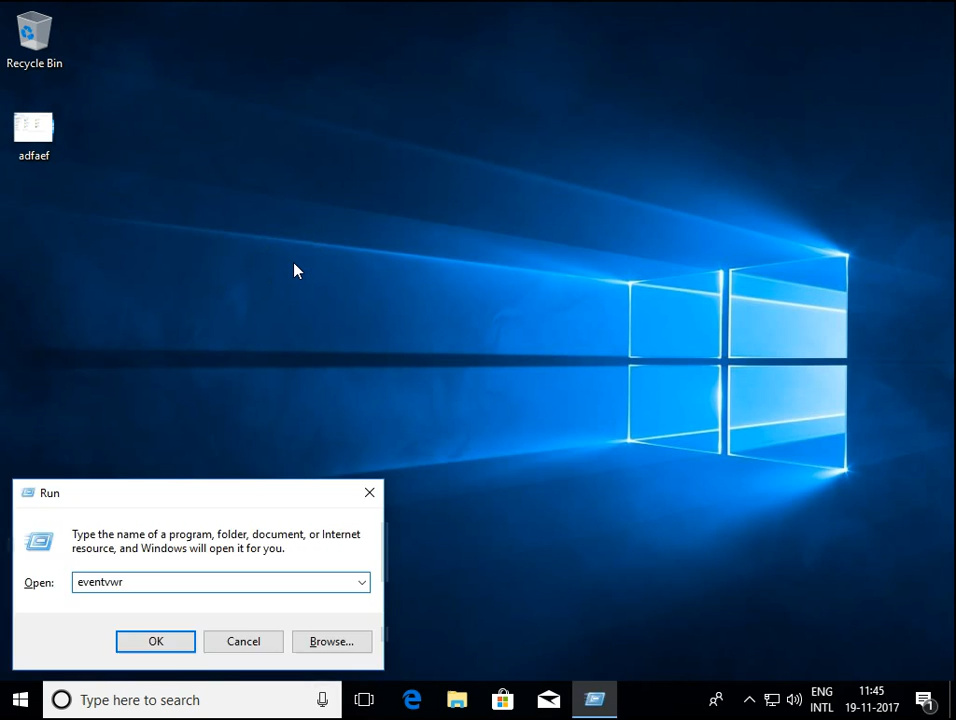 Recycle Bin
adfaef
Run
Type the name of a program, folder, document, or Internet
resource, and Windows will open it for you.
Open: eventvwr
OK Cancel Browse...
Type here to search
ENG
INTL
11:45
19-11-2017
1